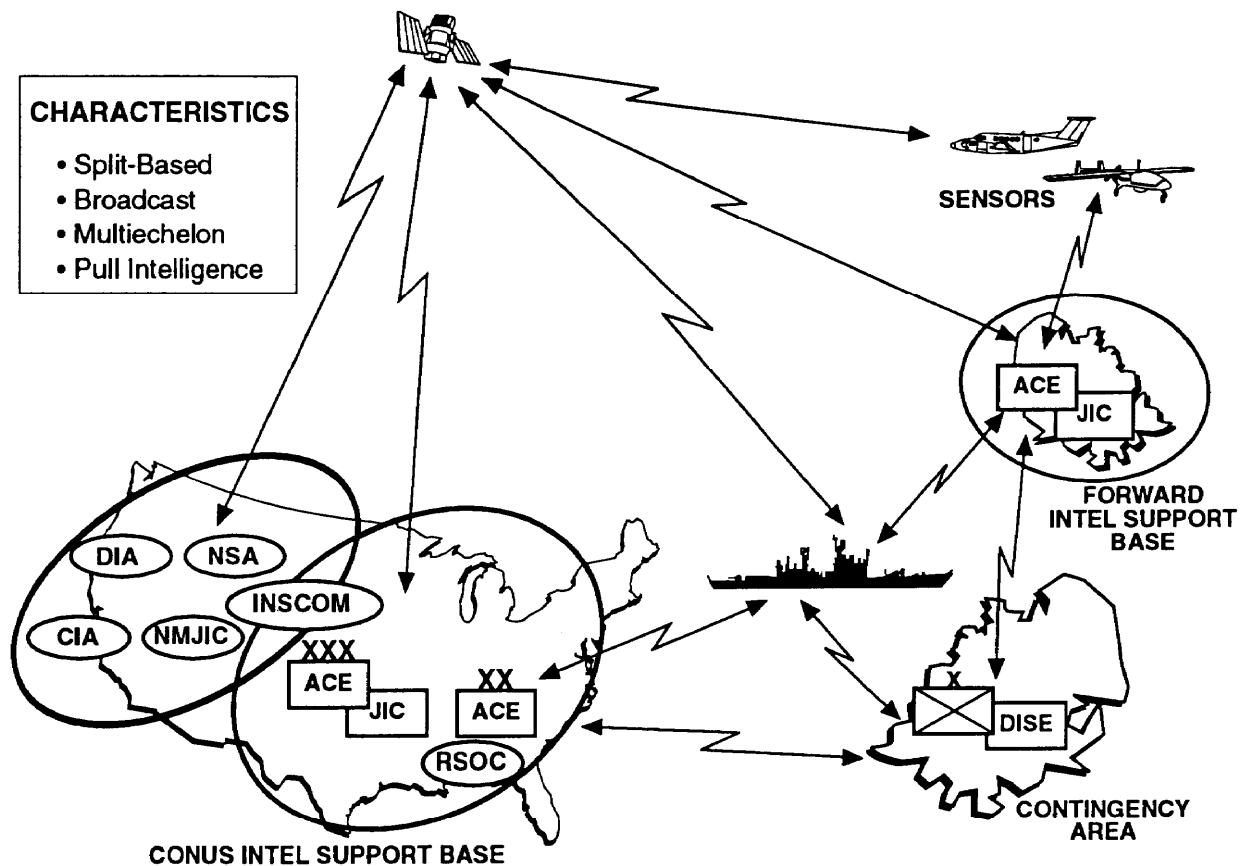 CHARACTERISTICS
• Split-Based
• Broadcast
• Multiechelon
• Pull Intelligence
SENSORS
ACE
JIC
FORWARD
INTEL SUPPORT
BASE
DIA
NSA
INSCOM
CIA
NMJIC
XXX
ACE
JIC
XX
ACE
RSOC
X
DISE
CONTINGENCY
AREA
CONUS INTEL SUPPORT BASE